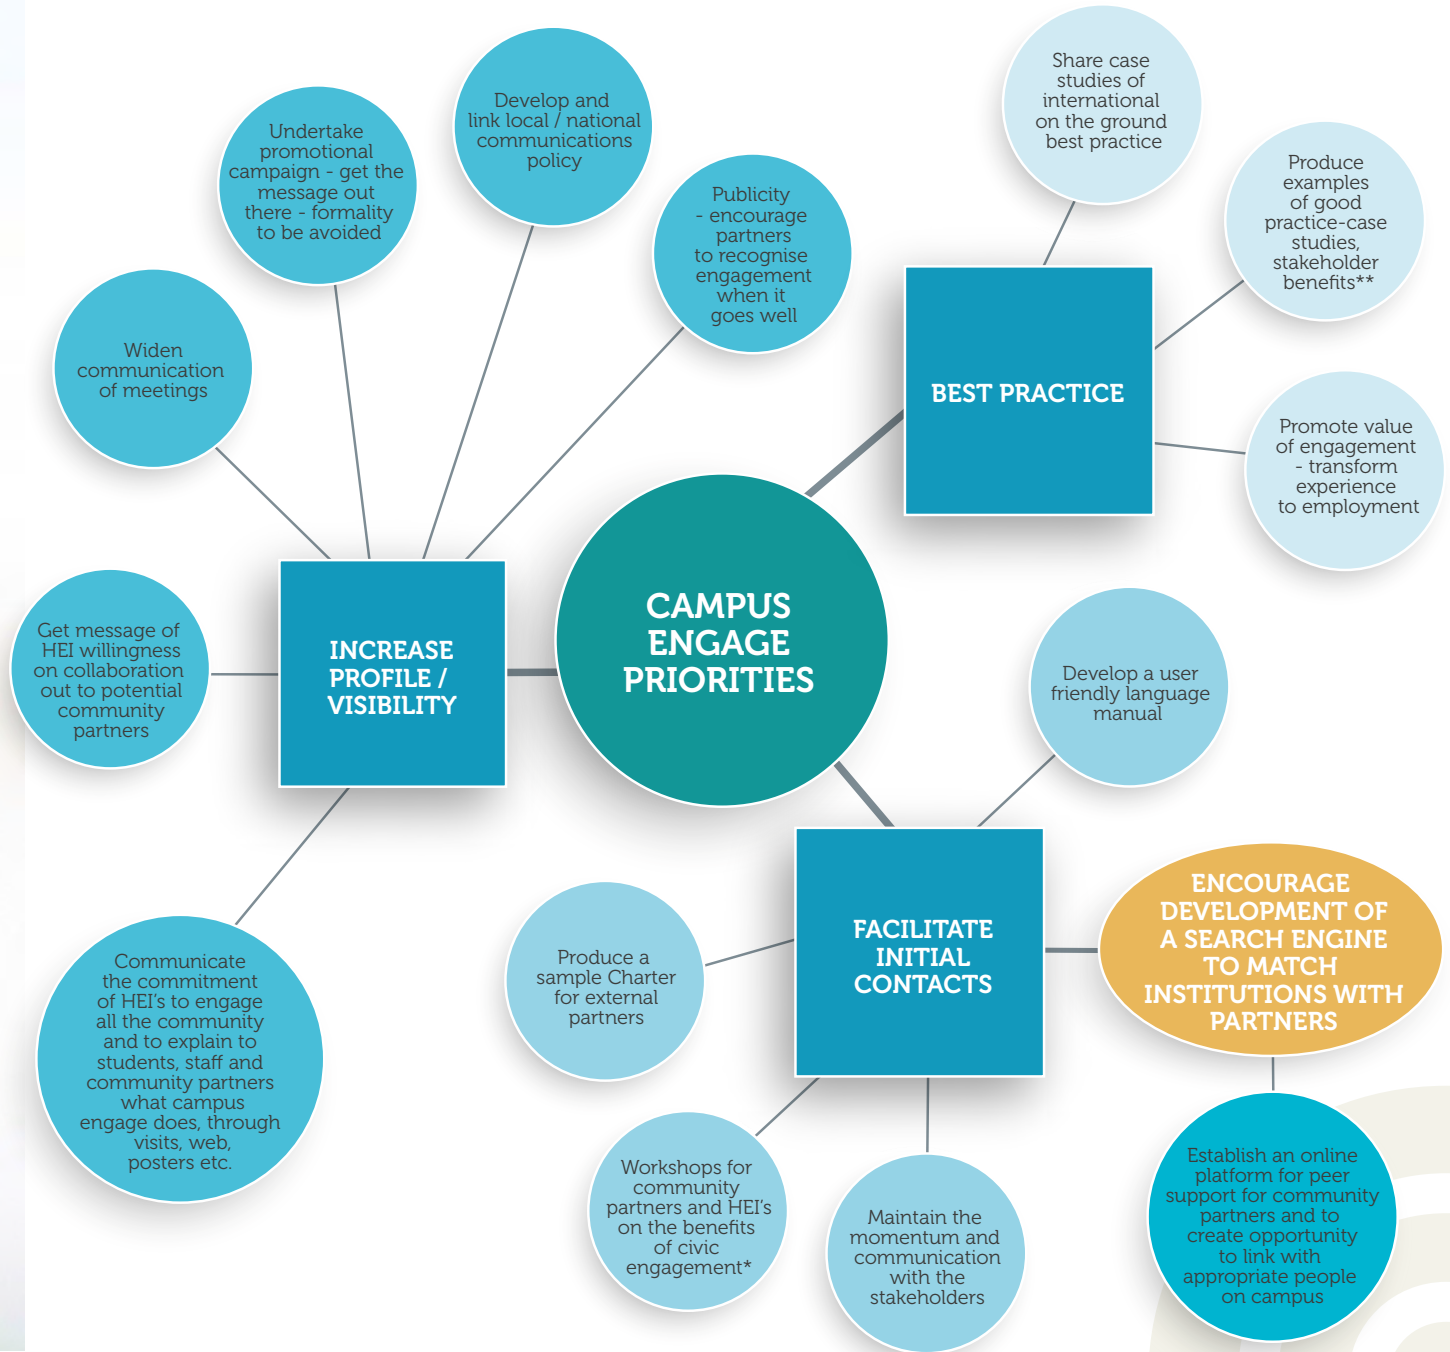 Develop and
link local / national
communications
policy
Undertake
promotional
campaign - get the
message out
there - formality
to be avoided
Publicity
- encourage
partners
to recognise
engagement
when it
goes well
Widen
communication
of meetings
Get message of
HEI willingness
on collaboration
out to potential
community
partners
INCREASE
PROFILE /
VISIBILITY
Communicate
the commitment
of HEI's to engage
all the community
and to explain to
students, staff and
community partners
what campus
engage does, through
visits, web,
posters etc.
CAMPUS
ENGAGE
PRIORITIES
Share case
studies of
international
on the ground
best practice
Produce
examples
of good
practice-case
studies,
stakeholder
benefits**
BEST PRACTICE
Promote value
of engagement
- transform
experience
to employment
Develop a user
friendly language
manual
FACILITATE
INITIAL
CONTACTS
ENCOURAGE
DEVELOPMENT OF
A SEARCH ENGINE
TO MATCH
INSTITUTIONS WITH
PARTNERS
Produce a
sample Charter
for external
partners
Workshops for
community
partners and HEI's
on the benefits
of civic
engagement*
Maintain the
momentum and
communication
with the
stakeholders
Establish an online
platform for peer
support for community
partners and to
create opportunity
to link with
appropriate people
on campus